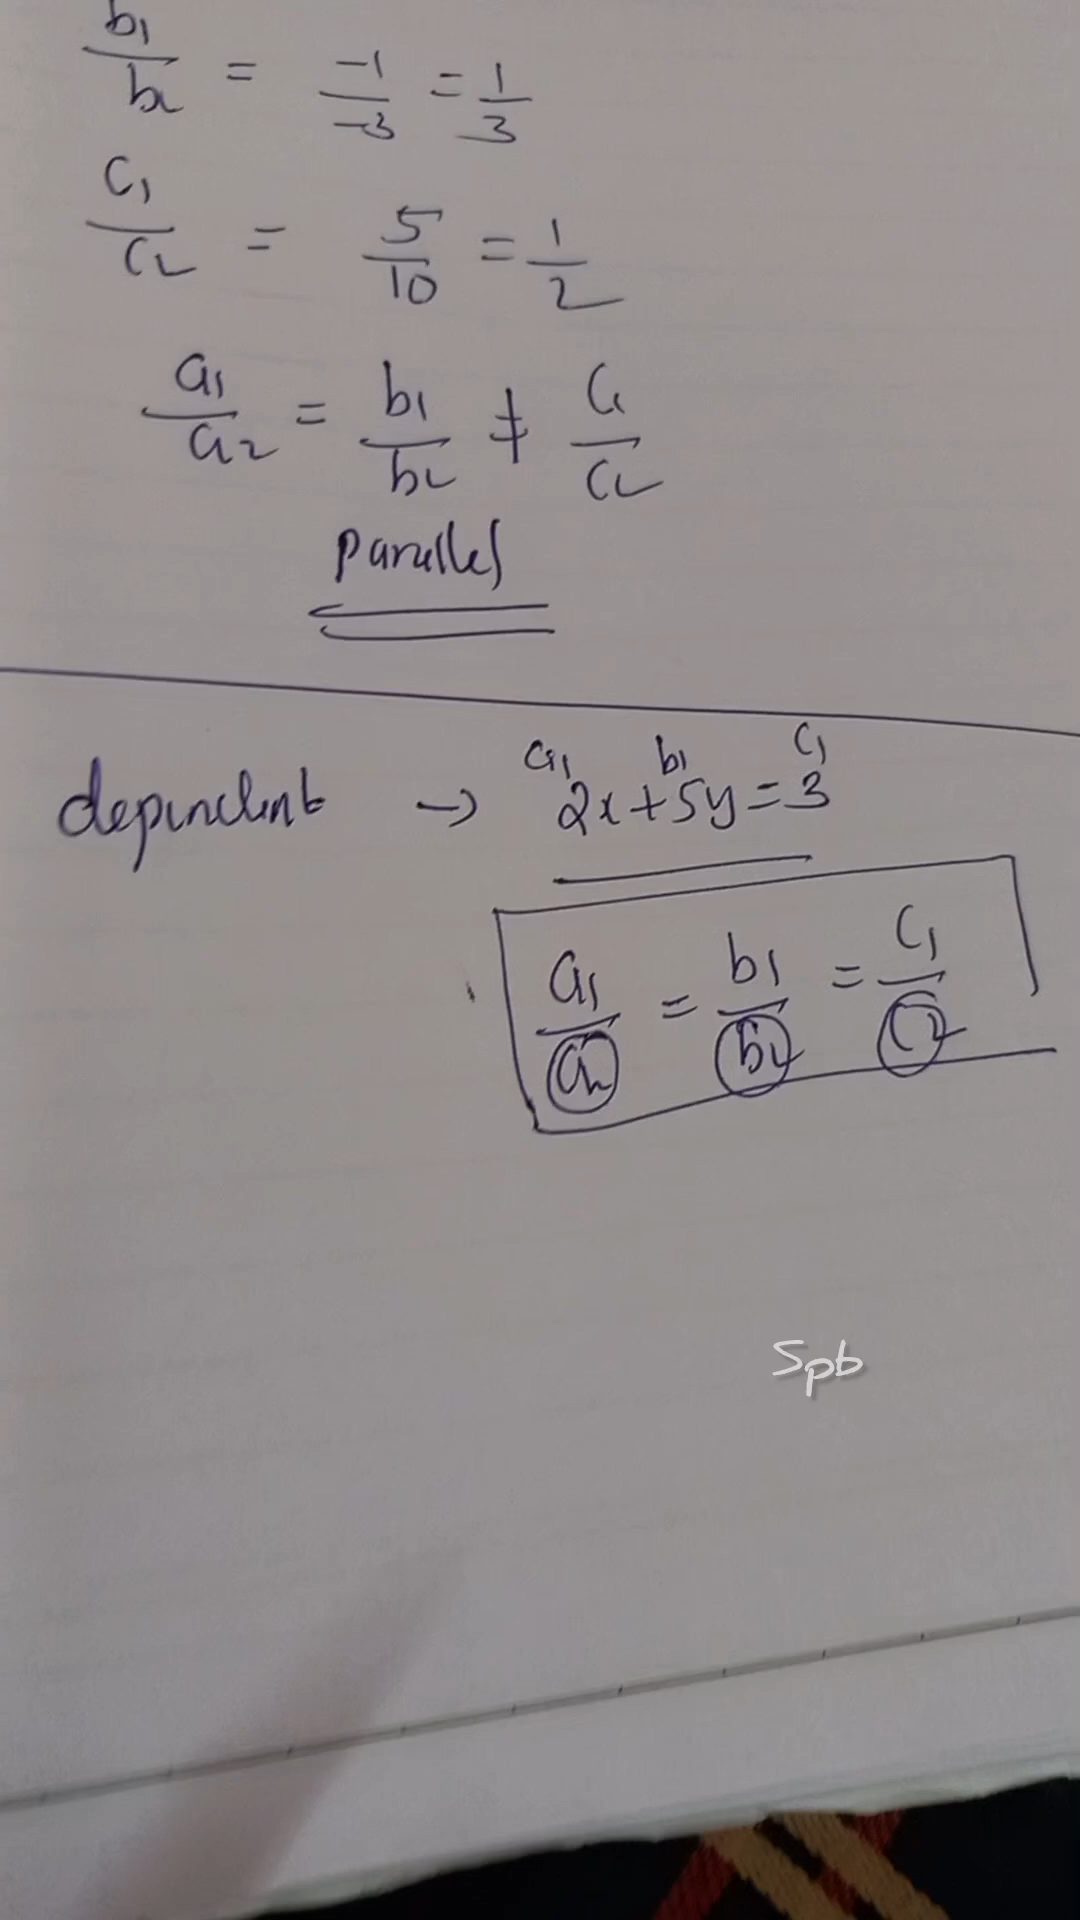 b1/b2 = -1/-3 = 1/3
c1/c2 = 5/10 = 1/2
a1/a2 = b1/b2 ≠ c1/c2
parallel
dependent → 2x+5y=3
a1 b1 c1
a1/a2 = b1/b2 = c1/c2
Spb